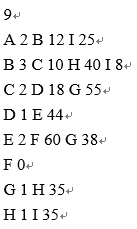 9
A 2 B 12 I 25
B 3 C 10 H 40 I 8
C 2 D 18 G 55
D 1 E 44
E 2 F 60 G 38
F 0
G 1 H 35
H 1 I 35